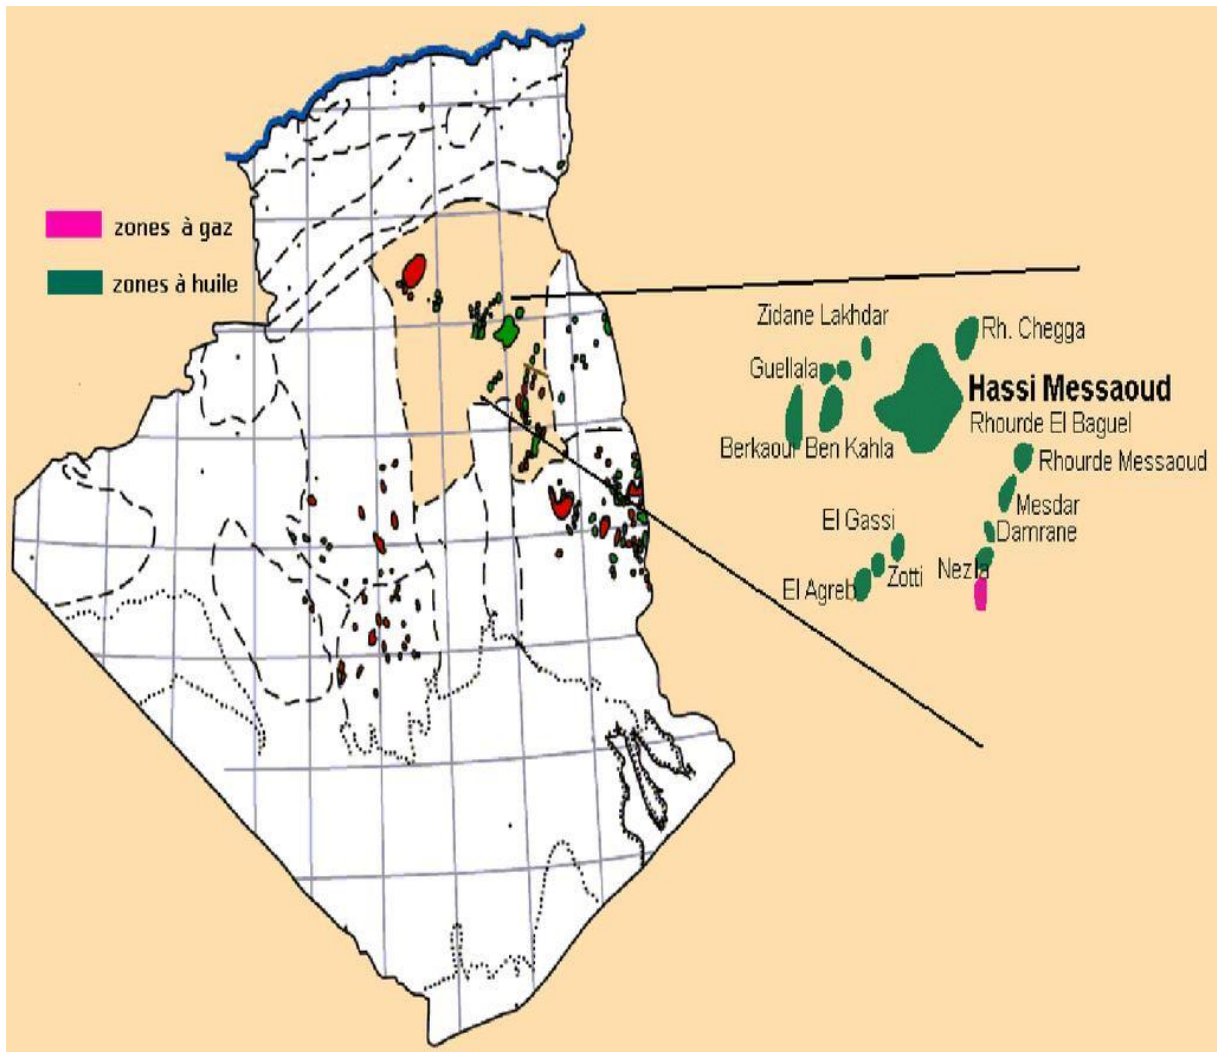 zones à gaz
zones à huile
Zidane Lakhdar
Rh. Chegga
Guellala
Hassi Messaoud
Rhourde El Baguel
Berkaoui Ben Kahla
Rhourde Messaoud
Mesdar
El Gassi
Damrane
Nezla
Zotti
El Agreb